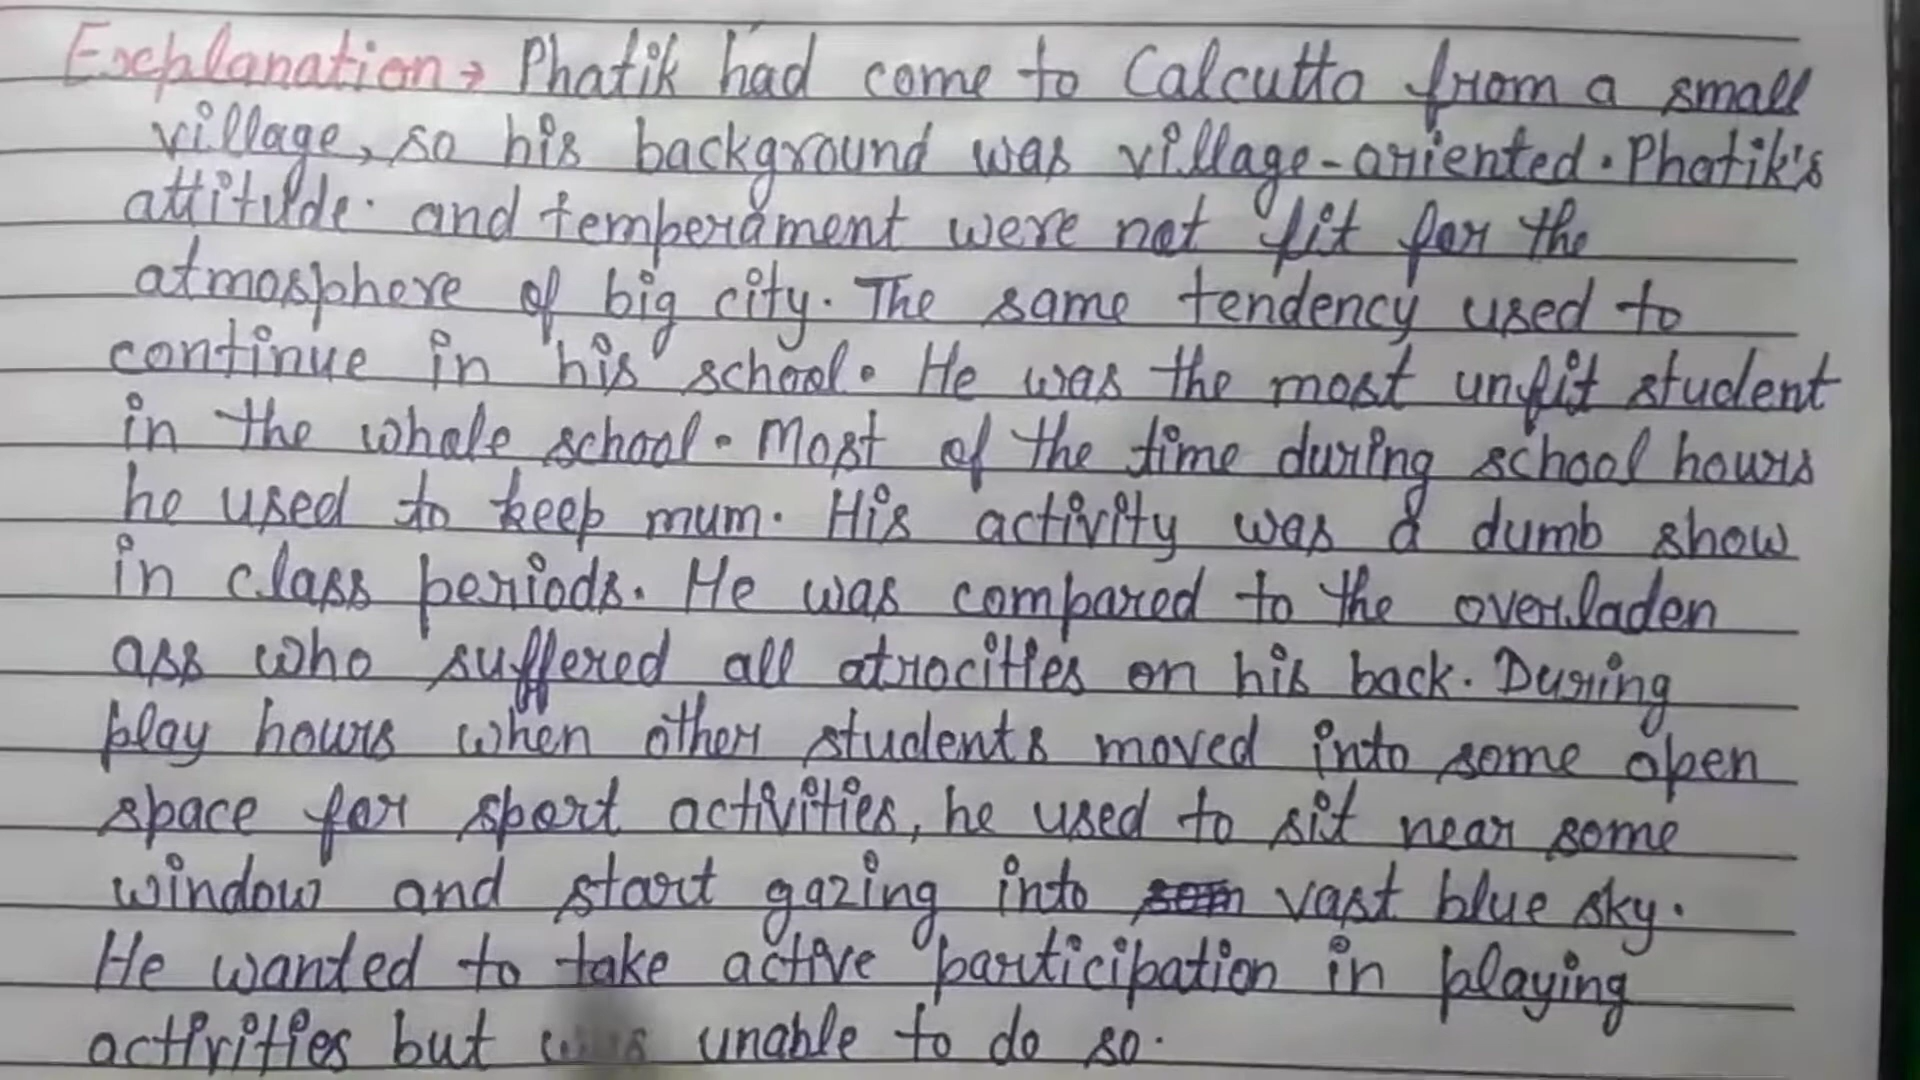 Explanation → Phatik had come to Calcutta from a small
village, so his background was village-oriented. Phatik's
attitude and temperament were not fit for the
atmosphere of big city. The same tendency used to
continue in his school. He was the most unfit student
in the whole school. Most of the time during school hours
he used to keep mum. His activity was a dumb show
in class periods. He was compared to the overladen
ass who suffered all atrocities on his back. During
play hours when other students moved into some open
space for sport activities, he used to sit near some
window and start gazing into vast blue sky.
He wanted to take active participation in playing
activities but was unable to do so.